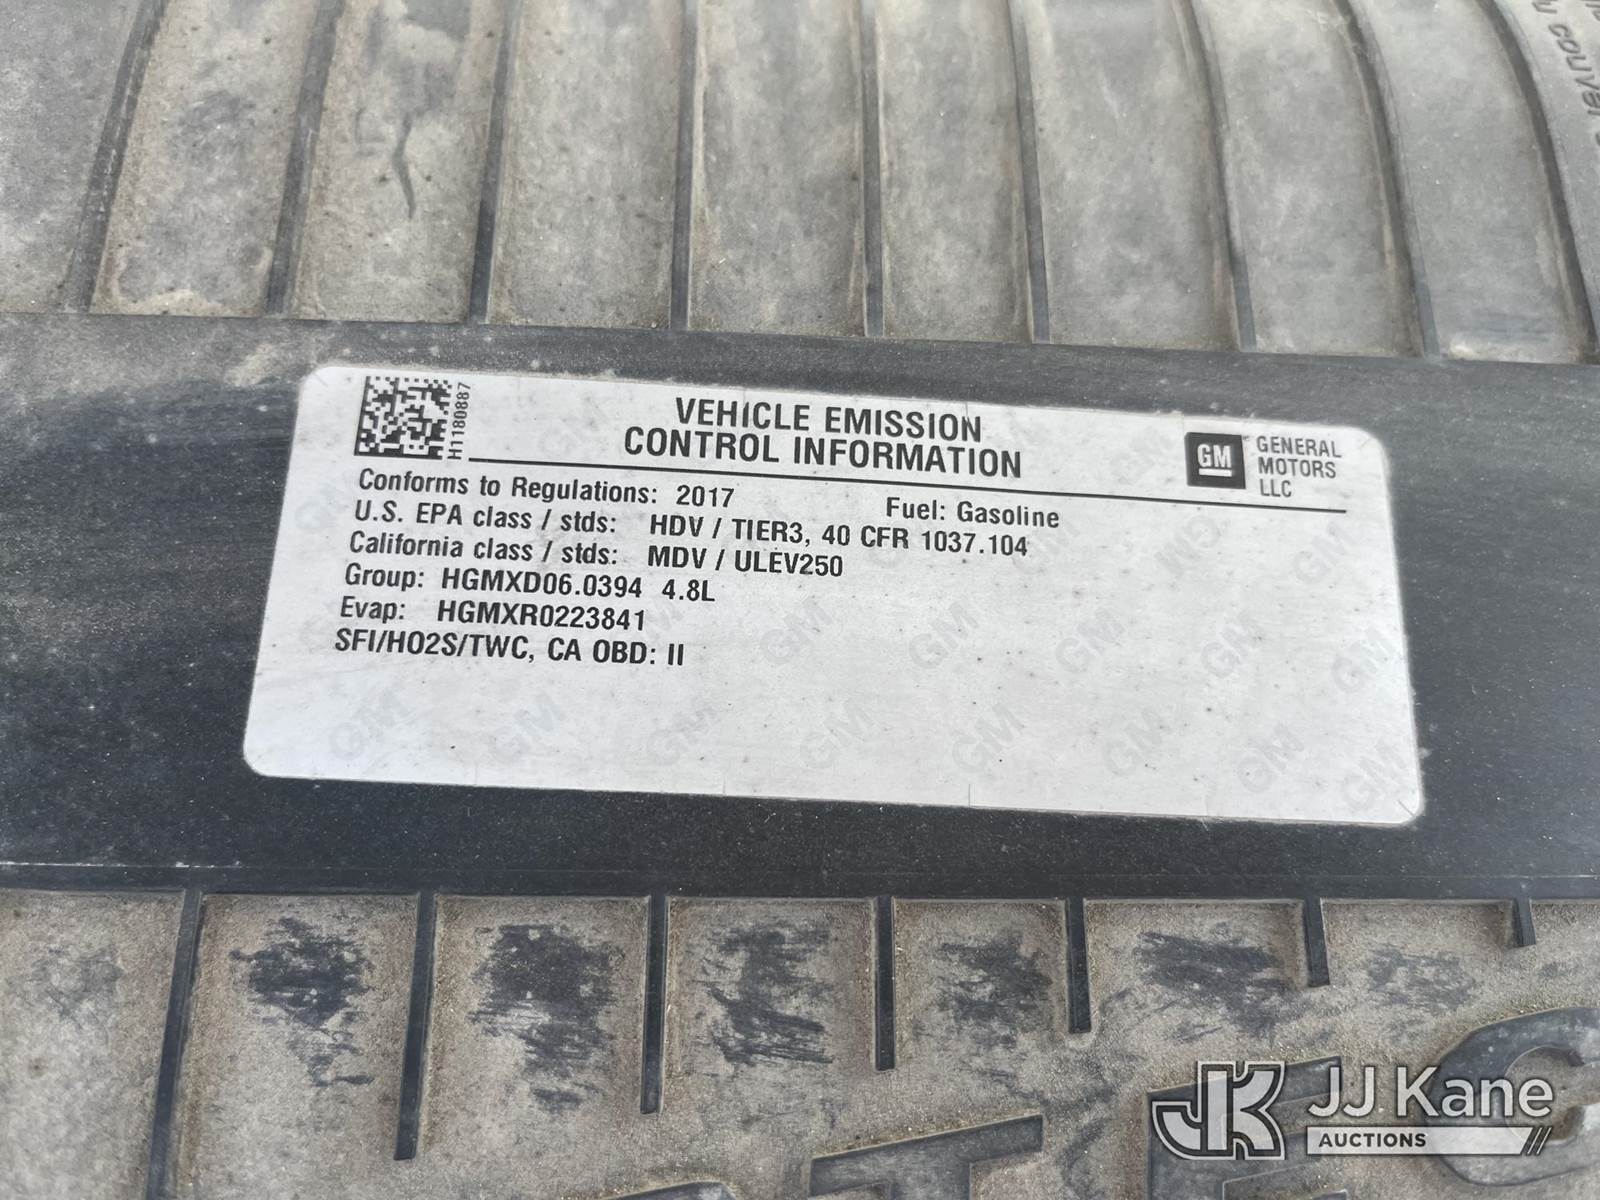 H1180887
VEHICLE EMISSION
CONTROL INFORMATION
GM
GENERAL
MOTORS
LLC
Conforms to Regulations: 2017 Fuel: Gasoline
U.S. EPA class / stds: HDV / TIER3, 40 CFR 1037.104
California class / stds: MDV / ULEV250
Group: HGMXD06.0394 4.8L
Evap: HGMXR0223841
SFI/HO2S/TWC, CA OBD: II
JK JJ Kane
AUCTIONS